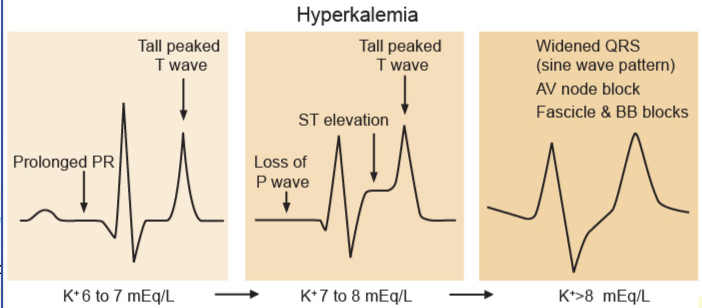 Hyperkalemia
Tall peaked
T wave
Prolonged PR
K+ 6 to 7 mEq/L
Tall peaked
T wave
ST elevation
Loss of
P wave
K+ 7 to 8 mEq/L
Widened QRS
(sine wave pattern)
AV node block
Fascicle & BB blocks
K+>8 mEq/L